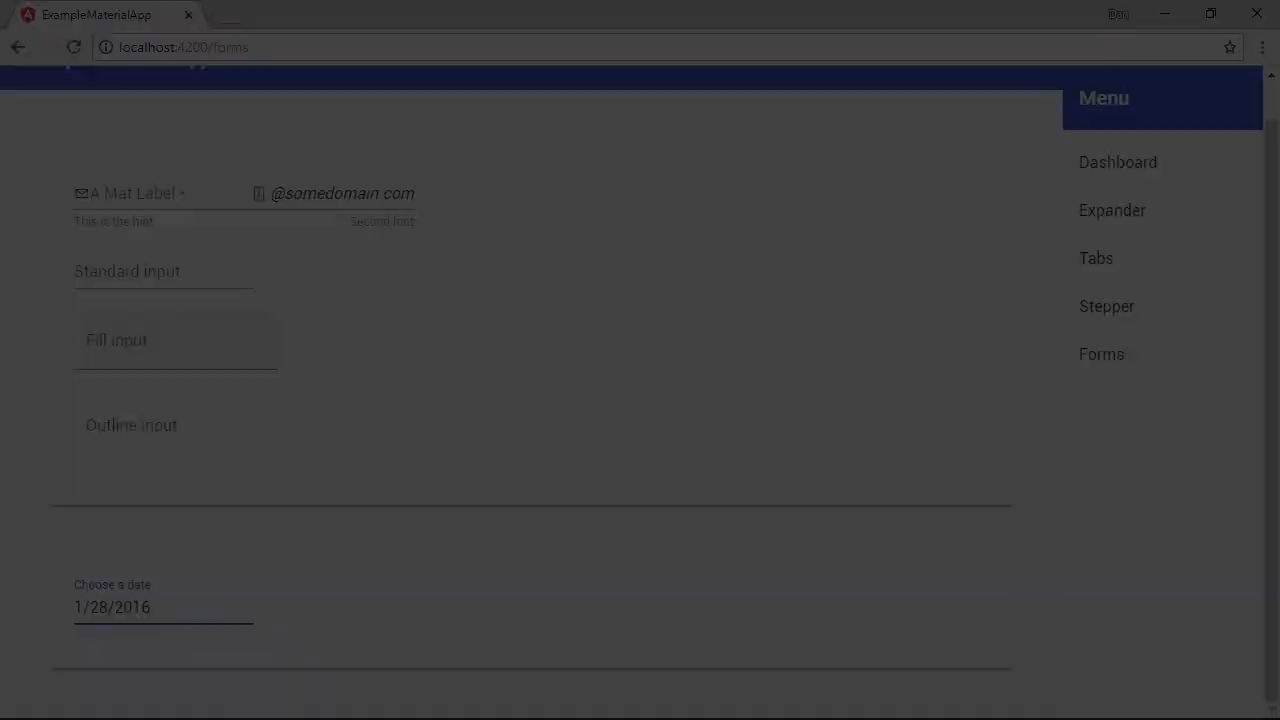 ExampleMaterialApp
Dan
localhost:4200/forms
Menu
Dashboard
Expander
Tabs
Stepper
Forms
A Mat Label *
@somedomain.com
This is the hint
Second hint
Standard input
Fill input
Outline input
Choose a date
1/28/2016